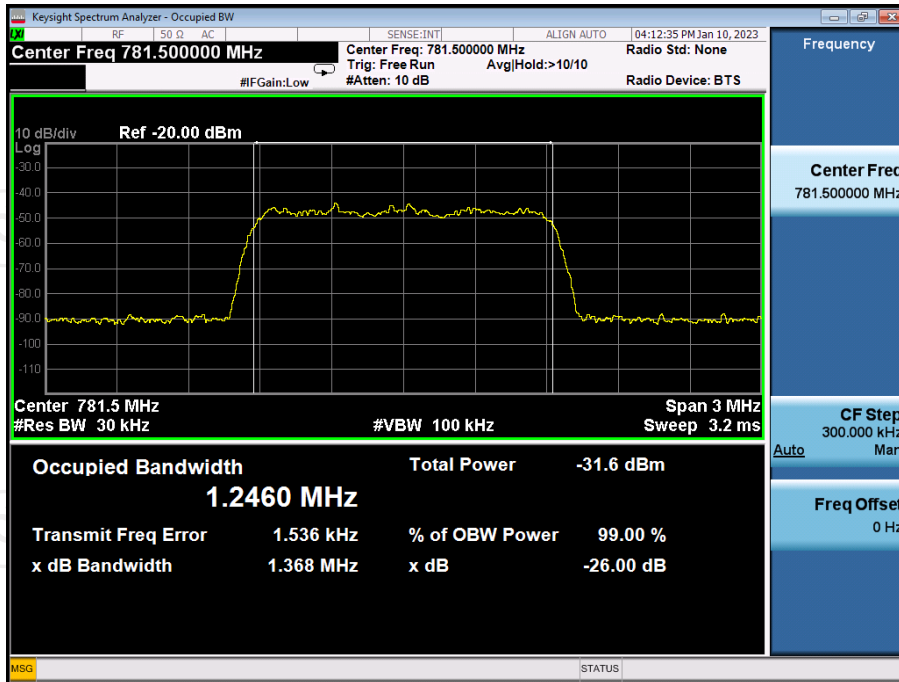 Keysight Spectrum Analyzer - Occupied BW
LXI RF 50 Ω AC SENSE:INT ALIGN AUTO 04:12:35 PM Jan 10, 2023
Center Freq 781.500000 MHz
Center Freq: 781.500000 MHz Radio Std: None
Trig: Free Run Avg|Hold:>10/10
#IFGain:Low #Atten: 10 dB Radio Device: BTS
10 dB/div Ref -20.00 dBm
Log
-30.0
-40.0
-50.0
-60.0
-70.0
-80.0
-90.0
-100
-110
Center 781.5 MHz Span 3 MHz
#Res BW 30 kHz #VBW 100 kHz Sweep 3.2 ms
Occupied Bandwidth Total Power -31.6 dBm
1.2460 MHz
Transmit Freq Error 1.536 kHz % of OBW Power 99.00 %
x dB Bandwidth 1.368 MHz x dB -26.00 dB
MSG STATUS
Frequency
Center Freq
781.500000 MHz
CF Step
300.000 kHz
Auto Man
Freq Offset
0 Hz